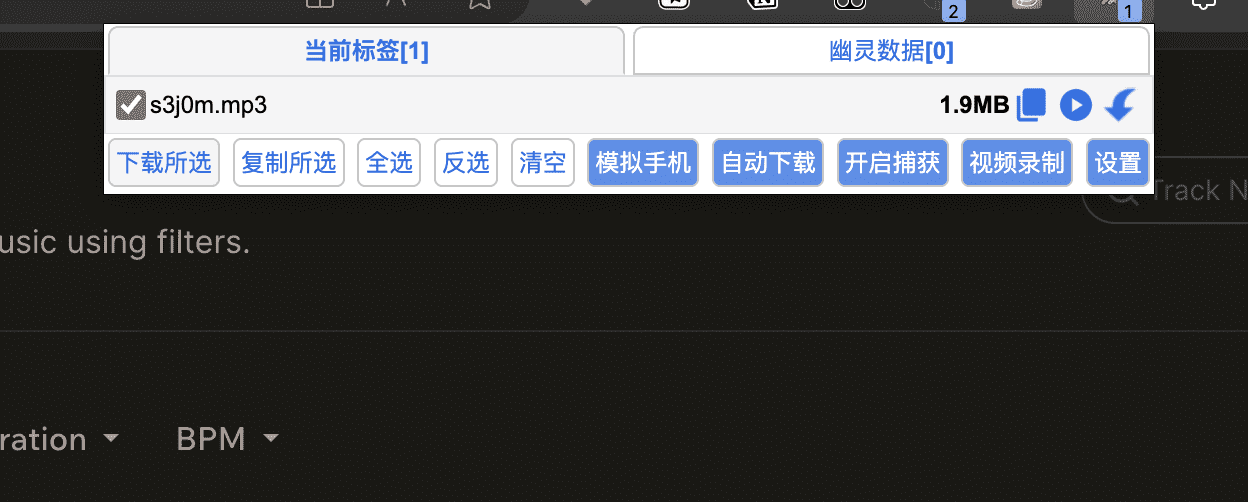 2
1
当前标签[1]
幽灵数据[0]
s3j0m.mp3
1.9MB
下载所选 复制所选 全选 反选 清空 模拟手机 自动下载 开启捕获 视频录制 设置
Track N
usic using filters.
ration BPM